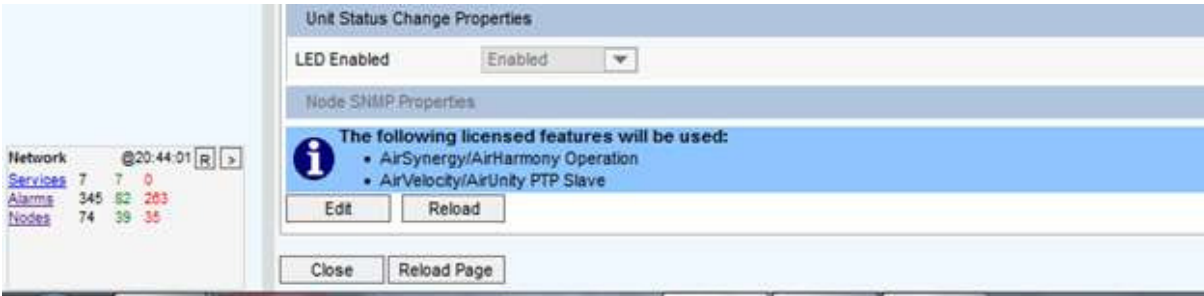 Unit Status Change Properties
LED Enabled Enabled
Node SNMP Properties
The following licensed features will be used:
• AirSynergy/AirHarmony Operation
• AirVelocity/AirUnity PTP Slave
Edit Reload
Close Reload Page
Network @20:44:01 R >
Services 7 7 0
Alarms 345 82 263
Nodes 74 39 35